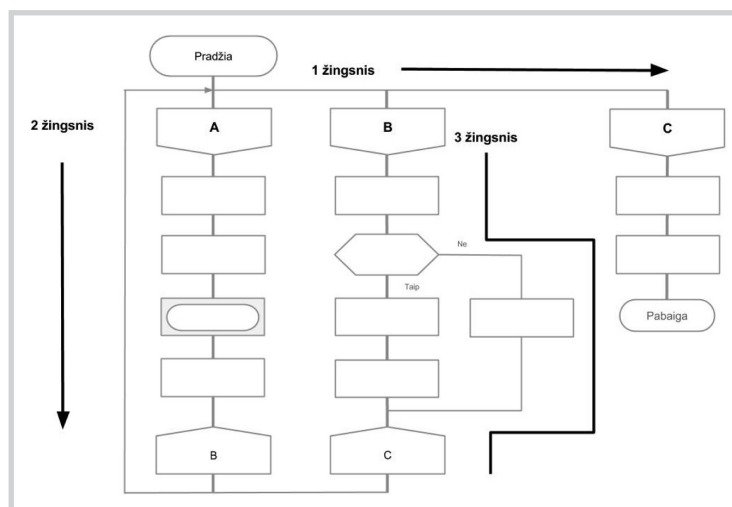 Pradžia
1 žingsnis
2 žingsnis
A
B
C
3 žingsnis
Ne
Taip
Pabaiga
B
C